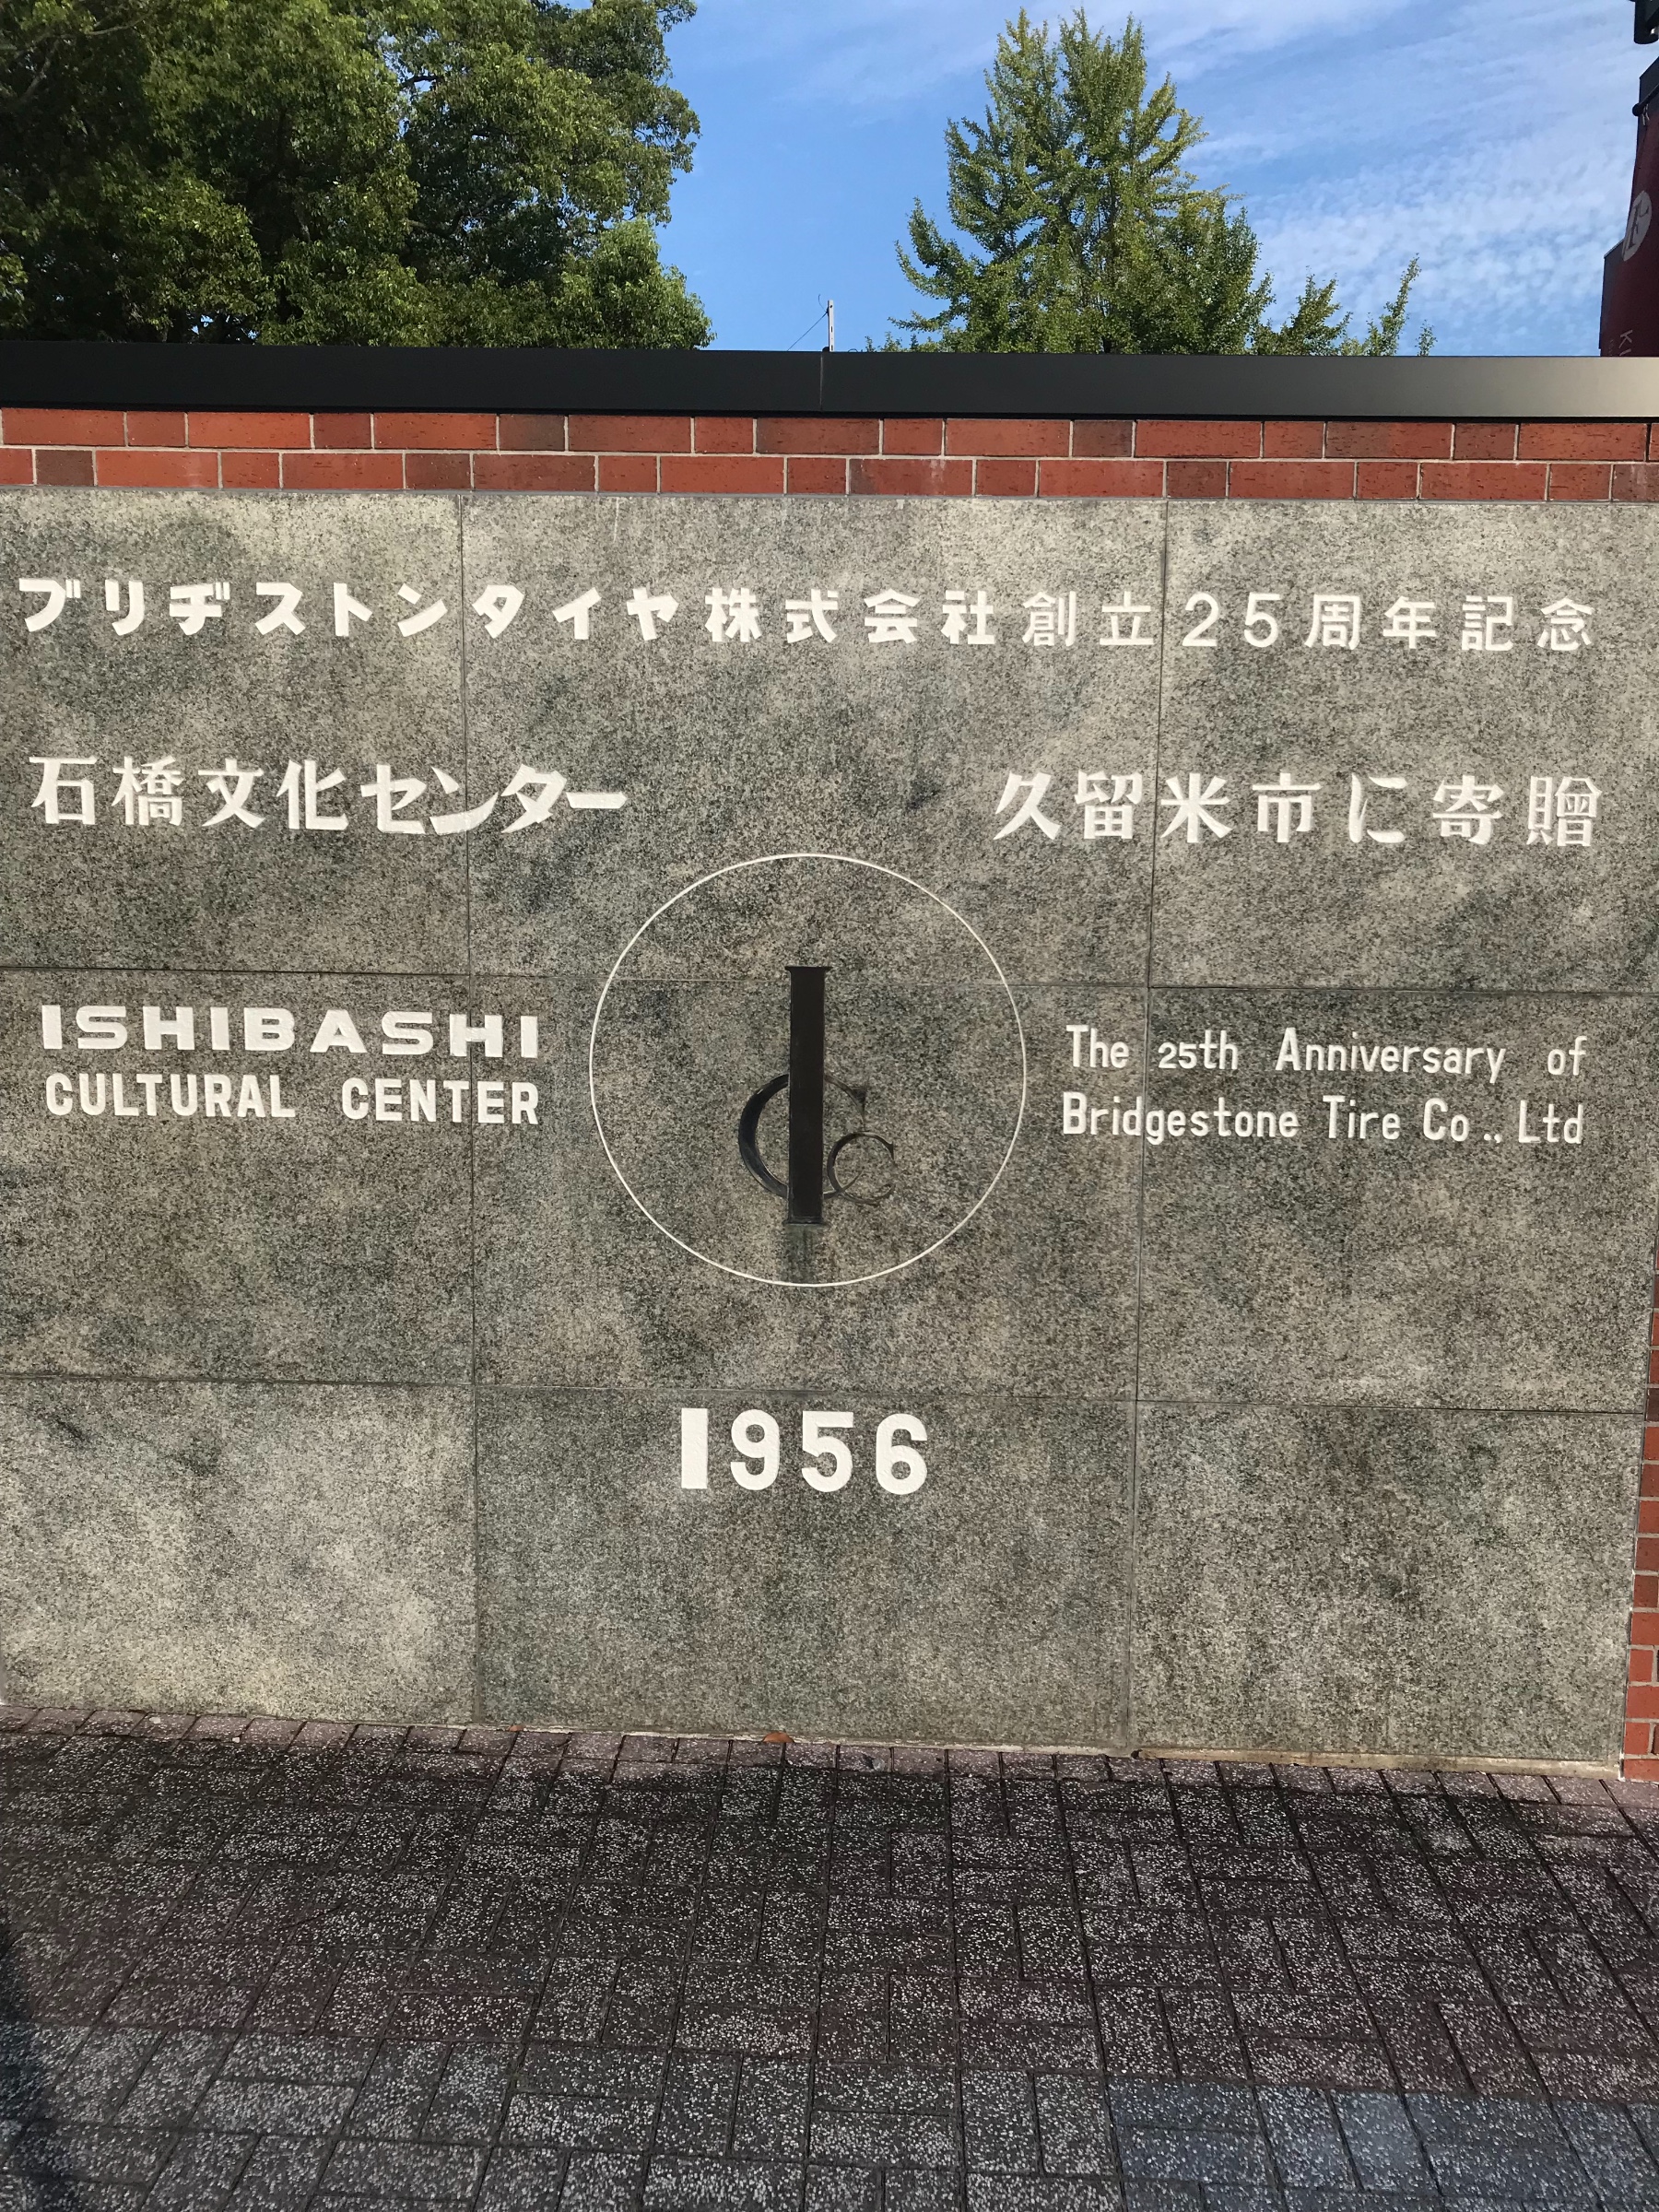 ブリヂストンタイヤ株式会社創立25周年記念
石橋文化センター 久留米市に寄贈
ISHIBASHI
CULTURAL CENTER
The 25th Anniversary of
Bridgestone Tire Co., Ltd
1956